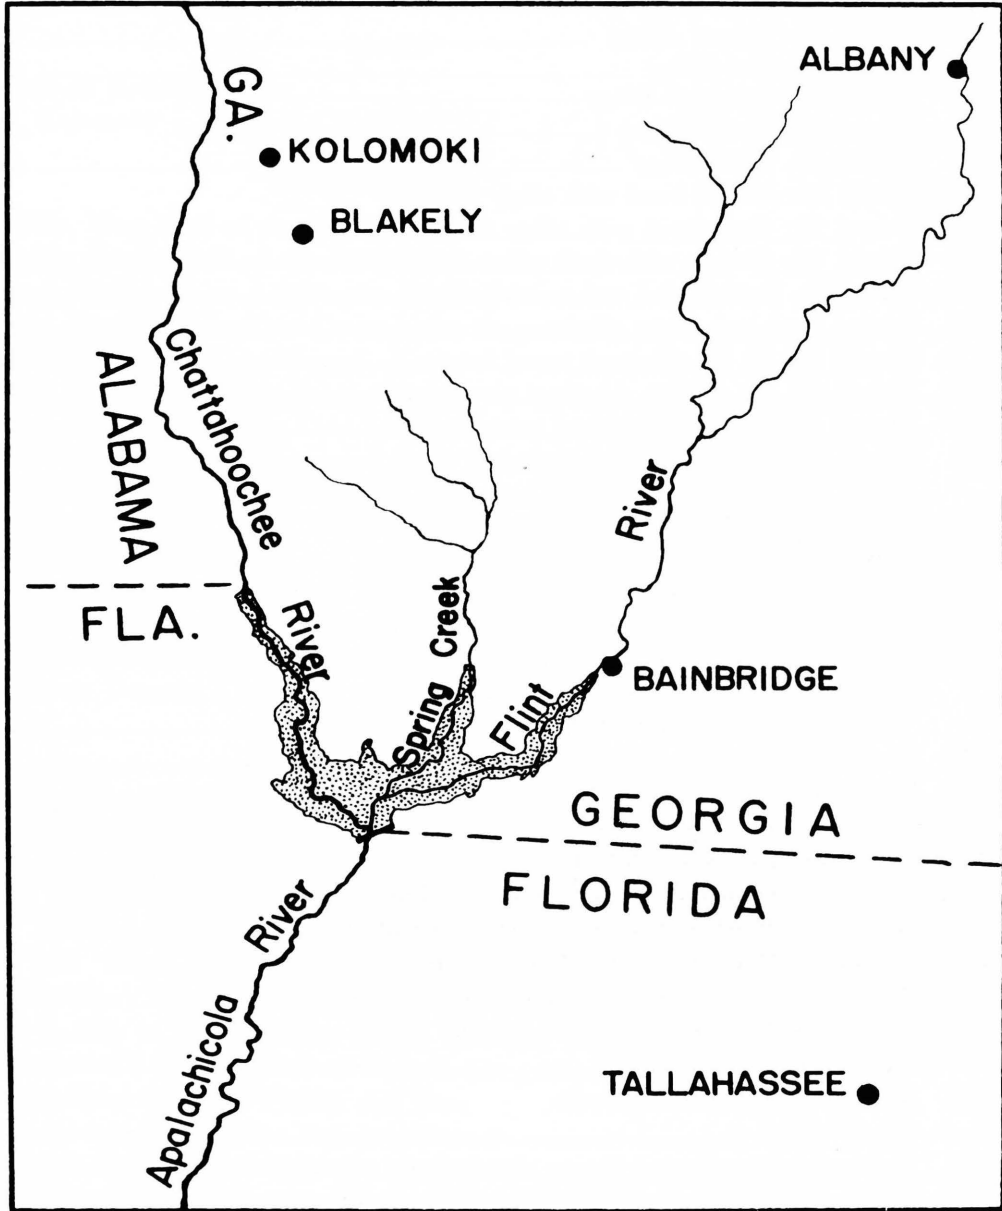 ALBANY
GA.
KOLOMOKI
BLAKELY
Chattahoochee
River
ALABAMA
River
FLA.
Spring Creek
Flint
BAINBRIDGE
GEORGIA
FLORIDA
Apalachicola River
TALLAHASSEE